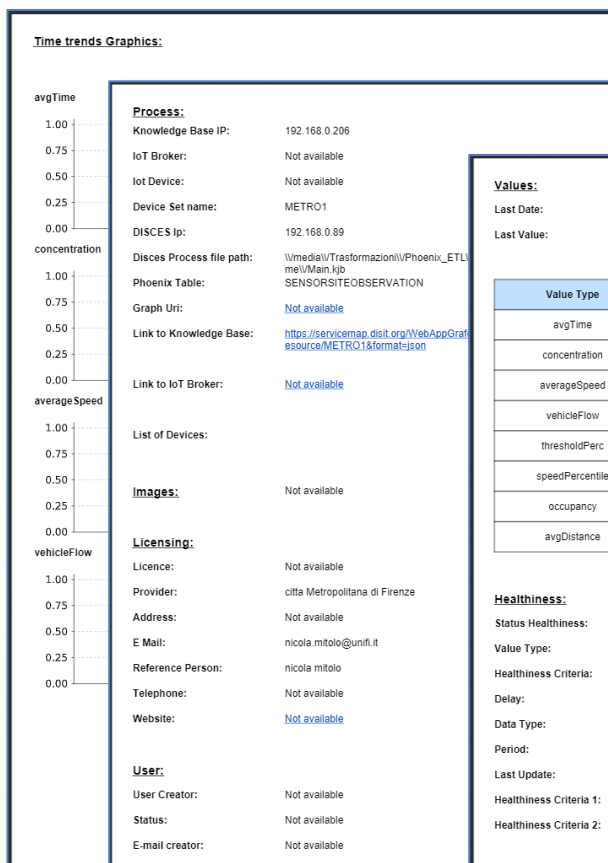 Time trends Graphics:
avgTime
1.00
0.75
0.50
0.25
0.00
concentration
1.00
0.75
0.50
0.25
0.00
averageSpeed
1.00
0.75
0.50
0.25
0.00
vehicleFlow
1.00
0.75
0.50
0.25
0.00
Process:
Knowledge Base IP: 192.168.0.206
IoT Broker: Not available
Iot Device: Not available
Device Set name: METRO1
DISCES Ip: 192.168.0.89
Disces Process file path: \\/media\\/Trasformazioni\\/Phoenix_ETL\
me\\/Main.kjb
Phoenix Table: SENSORSITEOBSERVATION
Graph Uri: Not available
Link to Knowledge Base: https://servicemap.disit.org/WebAppGrafo
esource/METRO1&format=json
Link to IoT Broker: Not available
List of Devices:
Images: Not available
Licensing:
Licence: Not available
Provider: citta Metropolitana di Firenze
Address: Not available
E Mail: nicola.mitolo@unifi.it
Reference Person: nicola mitolo
Telephone: Not available
Website: Not available
User:
User Creator: Not available
Status: Not available
E-mail creator: Not available
Values:
Last Date:
Last Value:
Value Type
avgTime
concentration
averageSpeed
vehicleFlow
thresholdPerc
speedPercentile
occupancy
avgDistance
Healthiness:
Status Healthiness:
Value Type:
Healthiness Criteria:
Delay:
Data Type:
Period:
Last Update:
Healthiness Criteria 1:
Healthiness Criteria 2: